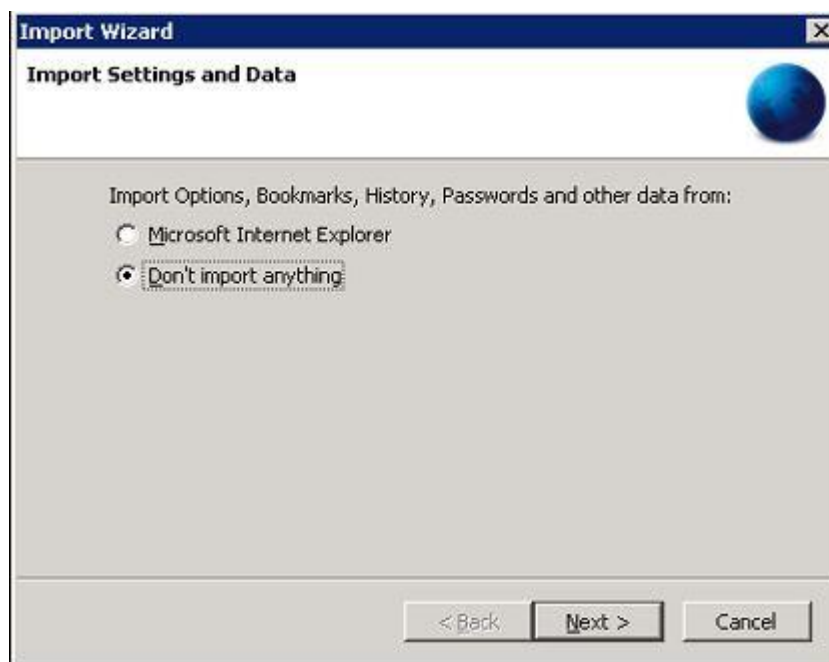 Import Wizard
Import Settings and Data
Import Options, Bookmarks, History, Passwords and other data from:
Microsoft Internet Explorer
Don't import anything
< Back Next > Cancel